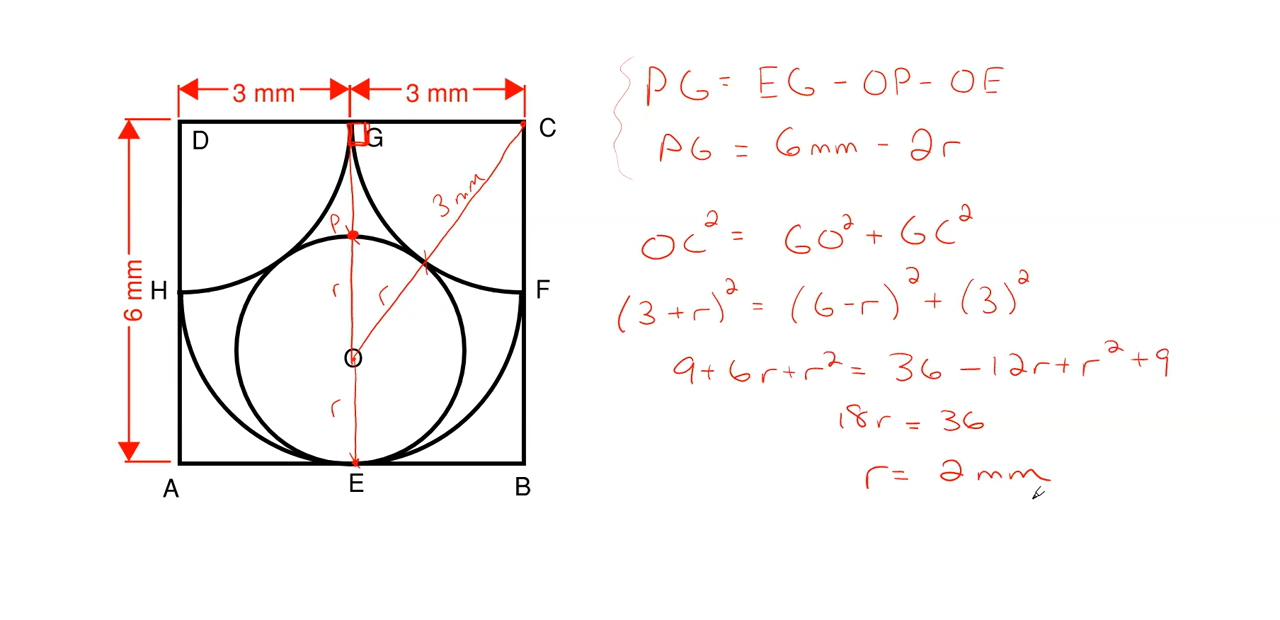 3 mm 3 mm
D G C
3 mm
P
H F
6 mm
r r
O
r
A E B
PG = EG - OP - OE
PG = 6mm - 2r
OC² = GO² + GC²
(3+r)² = (6-r)² + (3)²
9+6r+r² = 36 -12r+r²+9
18r = 36
r = 2mm